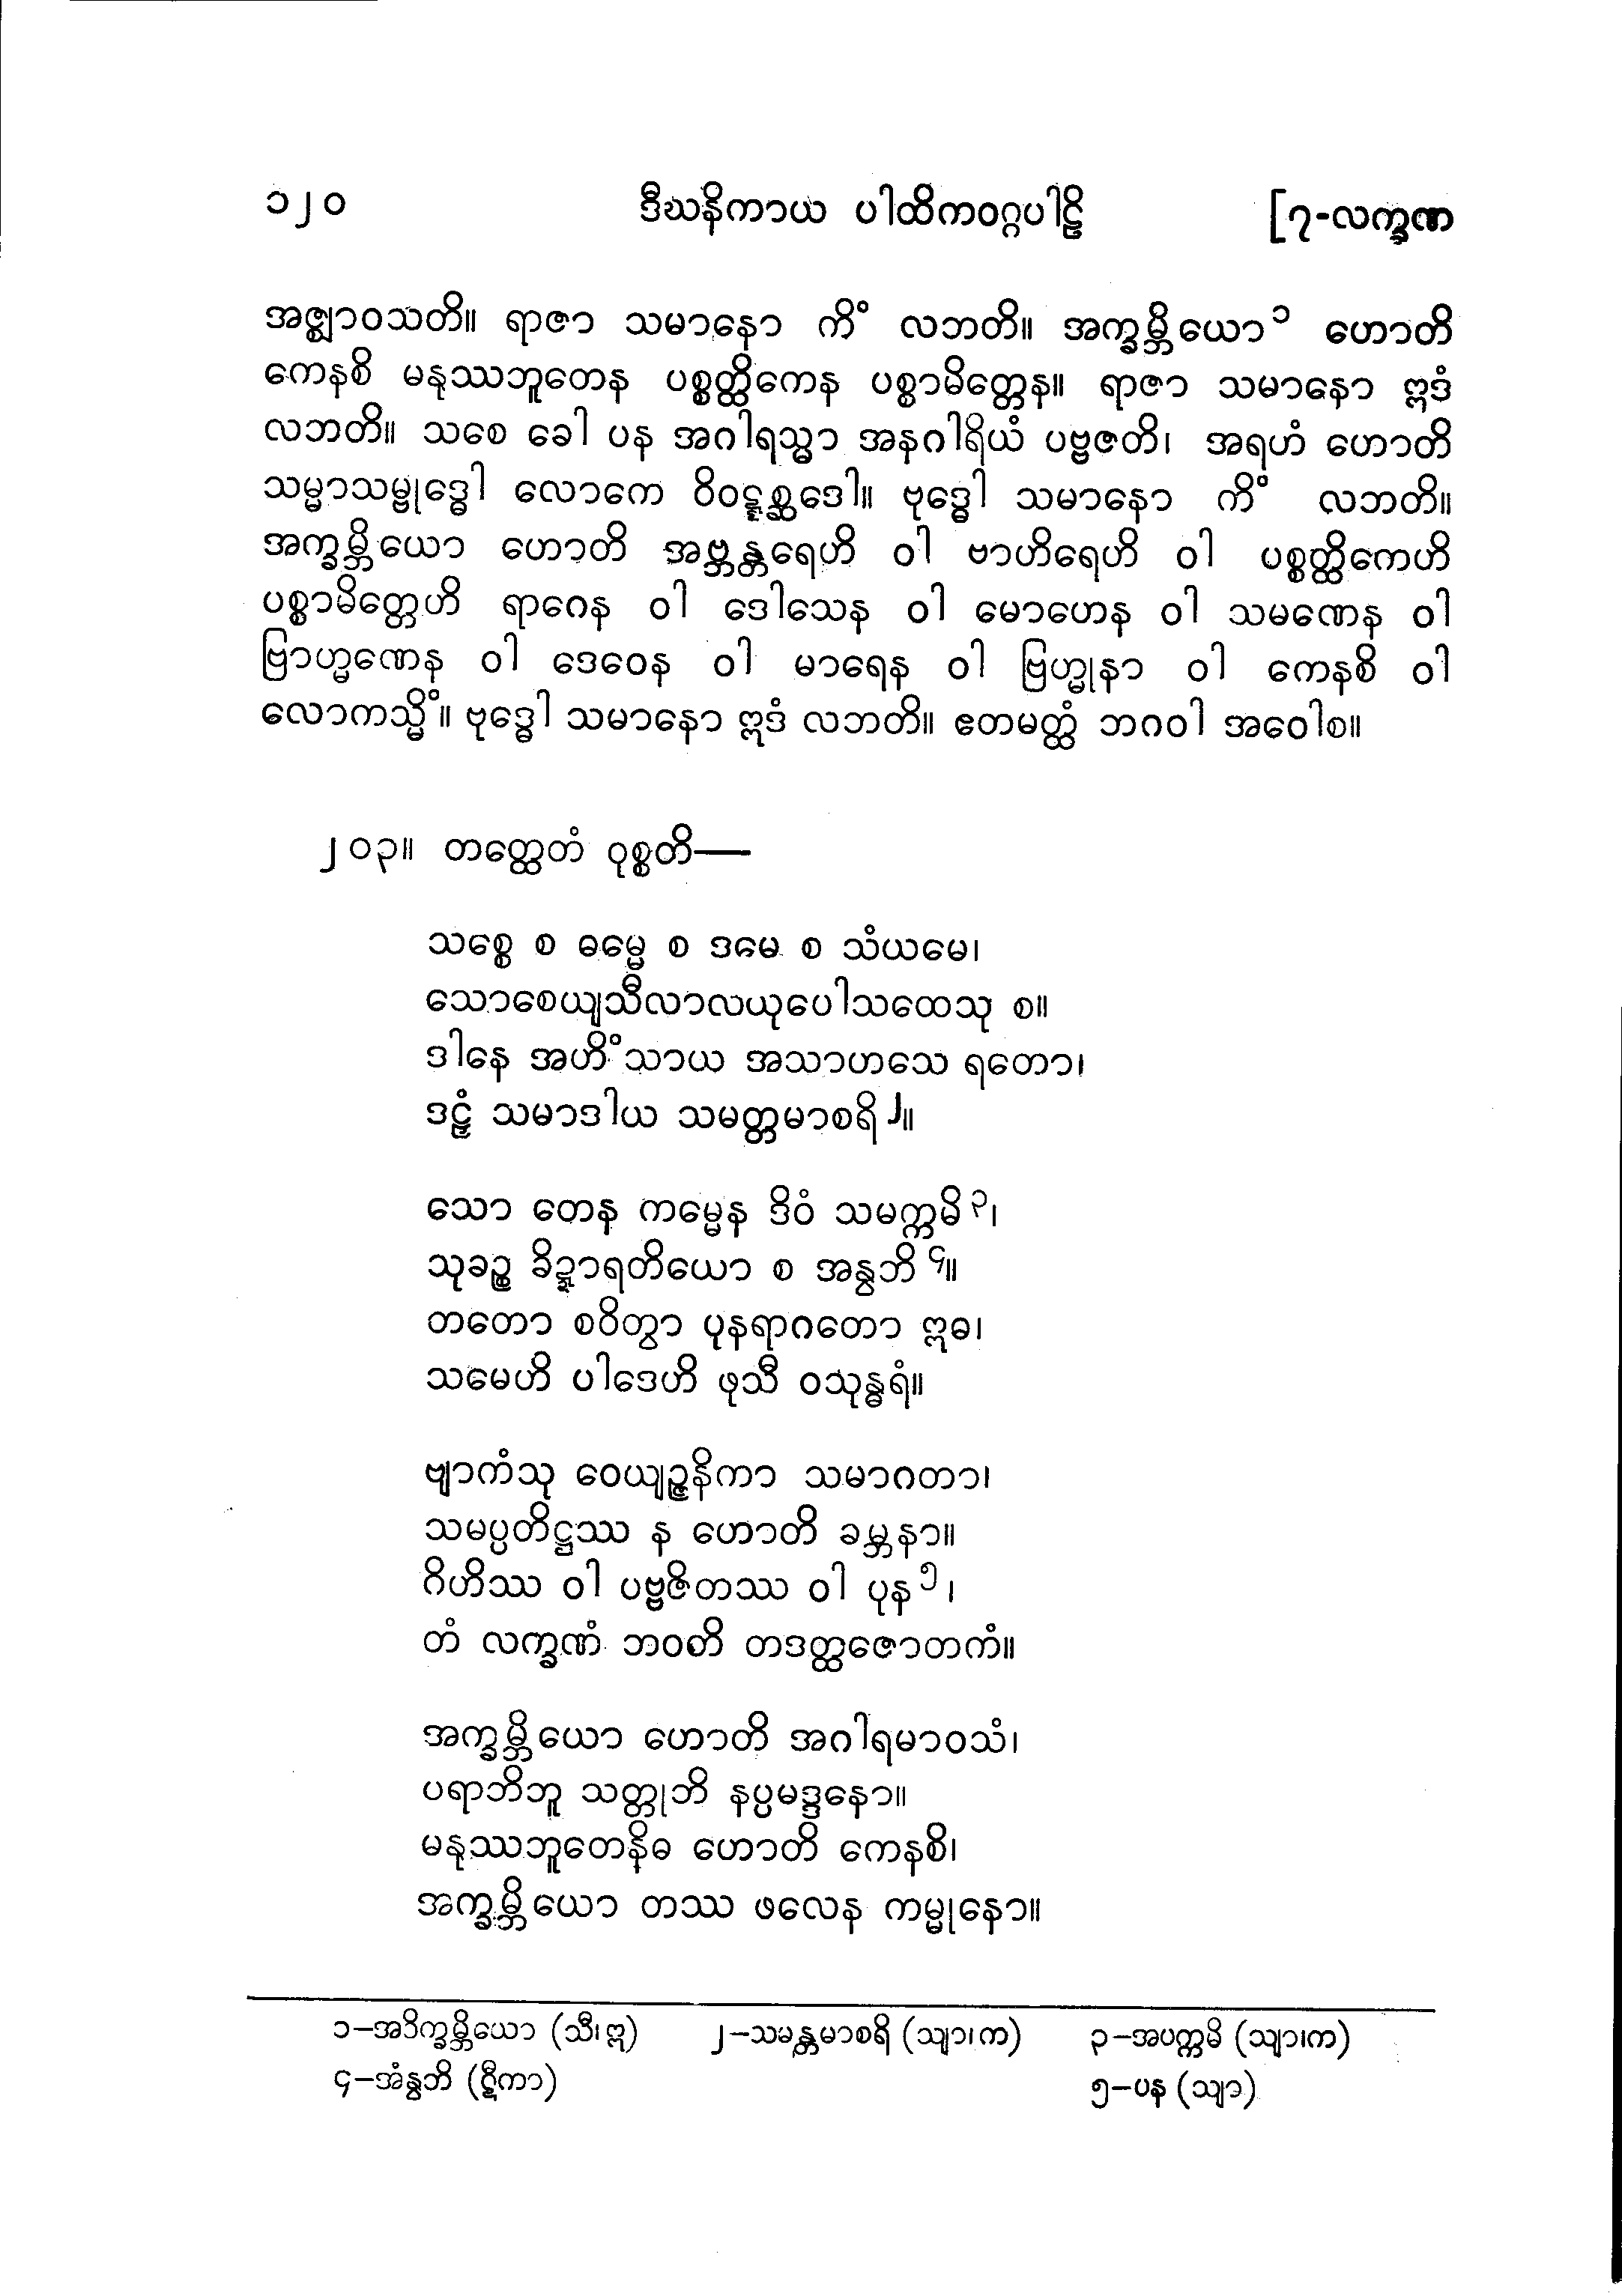 ၁၂၀ ဒီဃနိကာယ ပါထိကဝဂ္ဂပါဠိ [၇-လက္ခဏ
အဇ္ဈာဝသတိ။ ရာဇာ သမာနော ကိံ လဘတိ။ အက္ခမ္ဘိယော၁ ဟောတိ
ကေနစိ မနုဿဘူတေန ပစ္စတ္ထိကေန ပစ္စာမိတ္တေန။ ရာဇာ သမာနော ဣဒံ
လဘတိ။ သစေ ခေါ ပန အဂါရသ္မာ အနဂါရိယံ ပဗ္ဗဇတိ၊ အရဟံ ဟောတိ
သမ္မာသမ္ဗုဒ္ဓေါ လောကေ ဝိဝဋ္ဋစ္ဆဒေါ။ ဗုဒ္ဓေါ သမာနော ကိံ လဘတိ။
အက္ခမ္ဘိယော ဟောတိ အဗ္ဘန္တရေဟိ ဝါ ဗာဟိရေဟိ ဝါ ပစ္စတ္ထိကေဟိ
ပစ္စာမိတ္တေဟိ ရာဂေန ဝါ ဒေါသေန ဝါ မောဟေန ဝါ သမဏေန ဝါ
ဗြာဟ္မဏေန ဝါ ဒေဝေန ဝါ မာရေန ဝါ ဗြဟ္မုနာ ဝါ ကေနစိ ဝါ
လောကသ္မိံ။ ဗုဒ္ဓေါ သမာနော ဣဒံ လဘတိ။ ဧတမတ္ထံ ဘဂဝါ အဝေါစ။
၂၀၃။ တတ္ထေတံ ဝုစ္စတိ—
သစ္စေ စ ဓမ္မေ စ ဒမေ စ သံယမေ၊
သောစေယျသီလာလယုပေါသထေသု စ။
ဒါနေ အဟိံသာယ အသာဟသေ ရတော၊
ဒဠှံ သမာဒါယ သမတ္တမာစရိ၂။
သော တေန ကမ္မေန ဒိဝံ သမက္ကမိ၃၊
သုခဉ္စ ခိဍ္ဍာရတိယော စ အနွဘိ၄။
တတော စဝိတွာ ပုနရာဂတော ဣဓ၊
သမေဟိ ပါဒေဟိ ဖုသီ ဝသုန္ဓရံ။
ဗျာကံသု ဝေယျဉ္ဇနိကာ သမာဂတာ၊
သမပ္ပတိဋ္ဌဿ န ဟောတိ ခမ္ဘနာ။
ဂိဟိဿ ဝါ ပဗ္ဗဇိတဿ ဝါ ပုန၅၊
တံ လက္ခဏံ ဘဝတိ တဒတ္ထဇောတကံ။
အက္ခမ္ဘိယော ဟောတိ အဂါရမာဝသံ၊
ပရာဘိဘူ သတ္တုဘိ နပ္ပမဒ္ဒနော။
မနုဿဘူတေနိဓ ဟောတိ ကေနစိ၊
အက္ခမ္ဘိယော တဿ ဖလေန ကမ္မုနော။
၁–အဝိက္ခမ္ဘိယော (သီ၊ဣ) ၂–သမန္တမာစရိ (သျာ၊က) ၃–အပက္ကမိ (သျာ၊က)
၄–အံနွဘိ (ဋီကာ) ၅–ပန (သျာ)